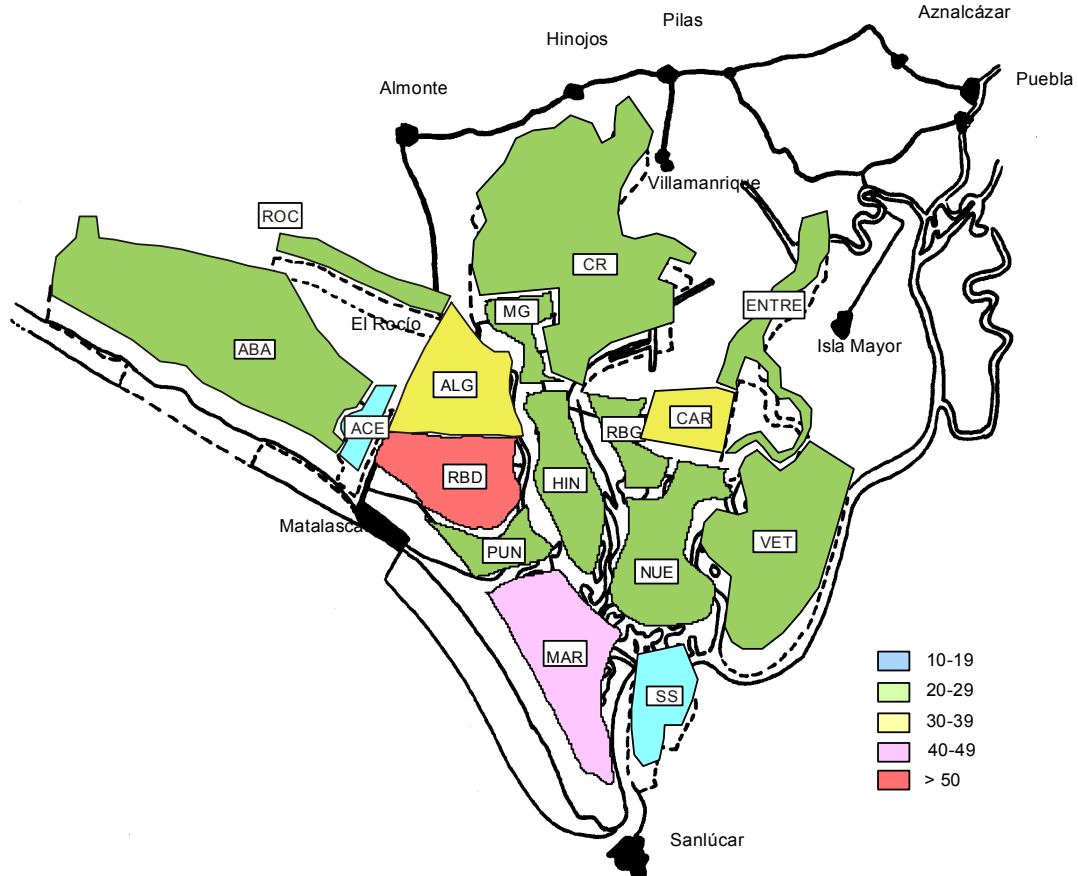 Aznalcázar
Pilas
Hinojos
Puebla
Almonte
Villamanrique
ROC
CR
ENTRE
MG
El Rocío
Isla Mayor
ABA
ALG
ACE
CAR
RBG
RBD
HIN
Matalasca
PUN
VET
NUE
MAR
SS
10-19
20-29
30-39
40-49
> 50
Sanlúcar